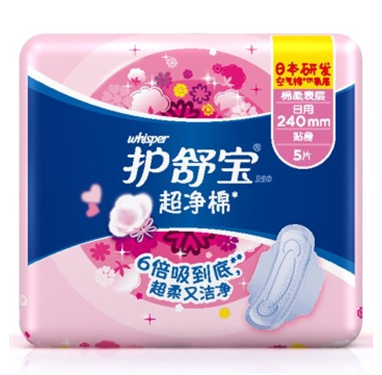 日本研发
棉柔表层
日用
240mm
贴身
5片
whisper
护舒宝®
超净棉*
6倍吸到底*,
超柔又洁净